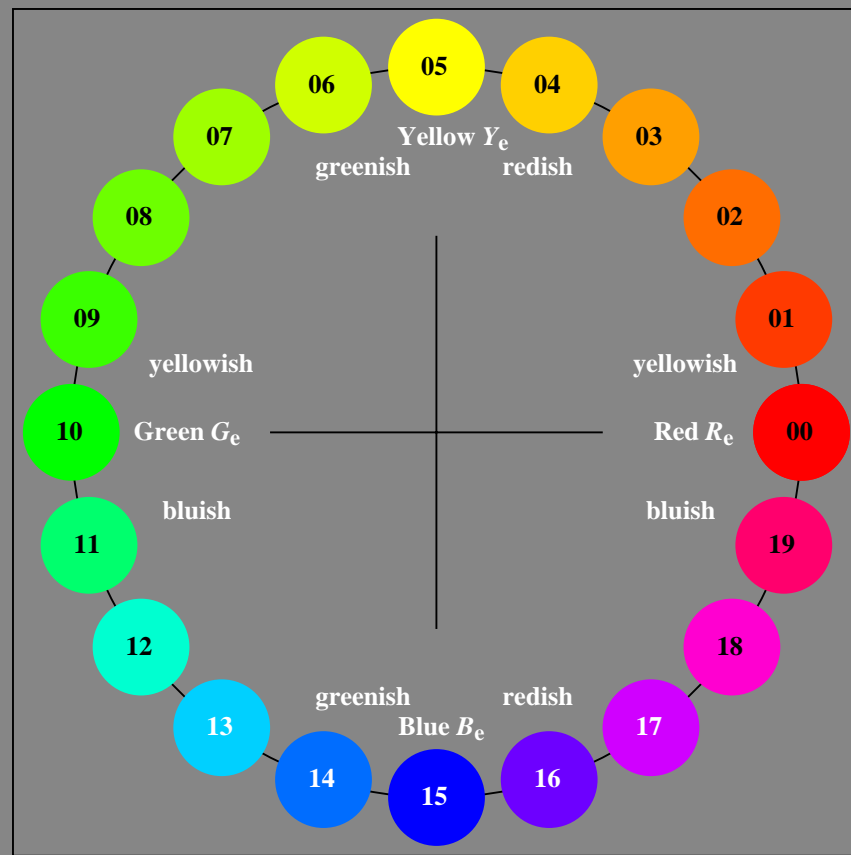 05
06
04
07
03
Yellow Ye
greenish
redish
08
02
09
01
yellowish
yellowish
10
Green Ge
Red Re
00
bluish
bluish
11
19
12
18
greenish
redish
13
Blue Be
17
14
16
15